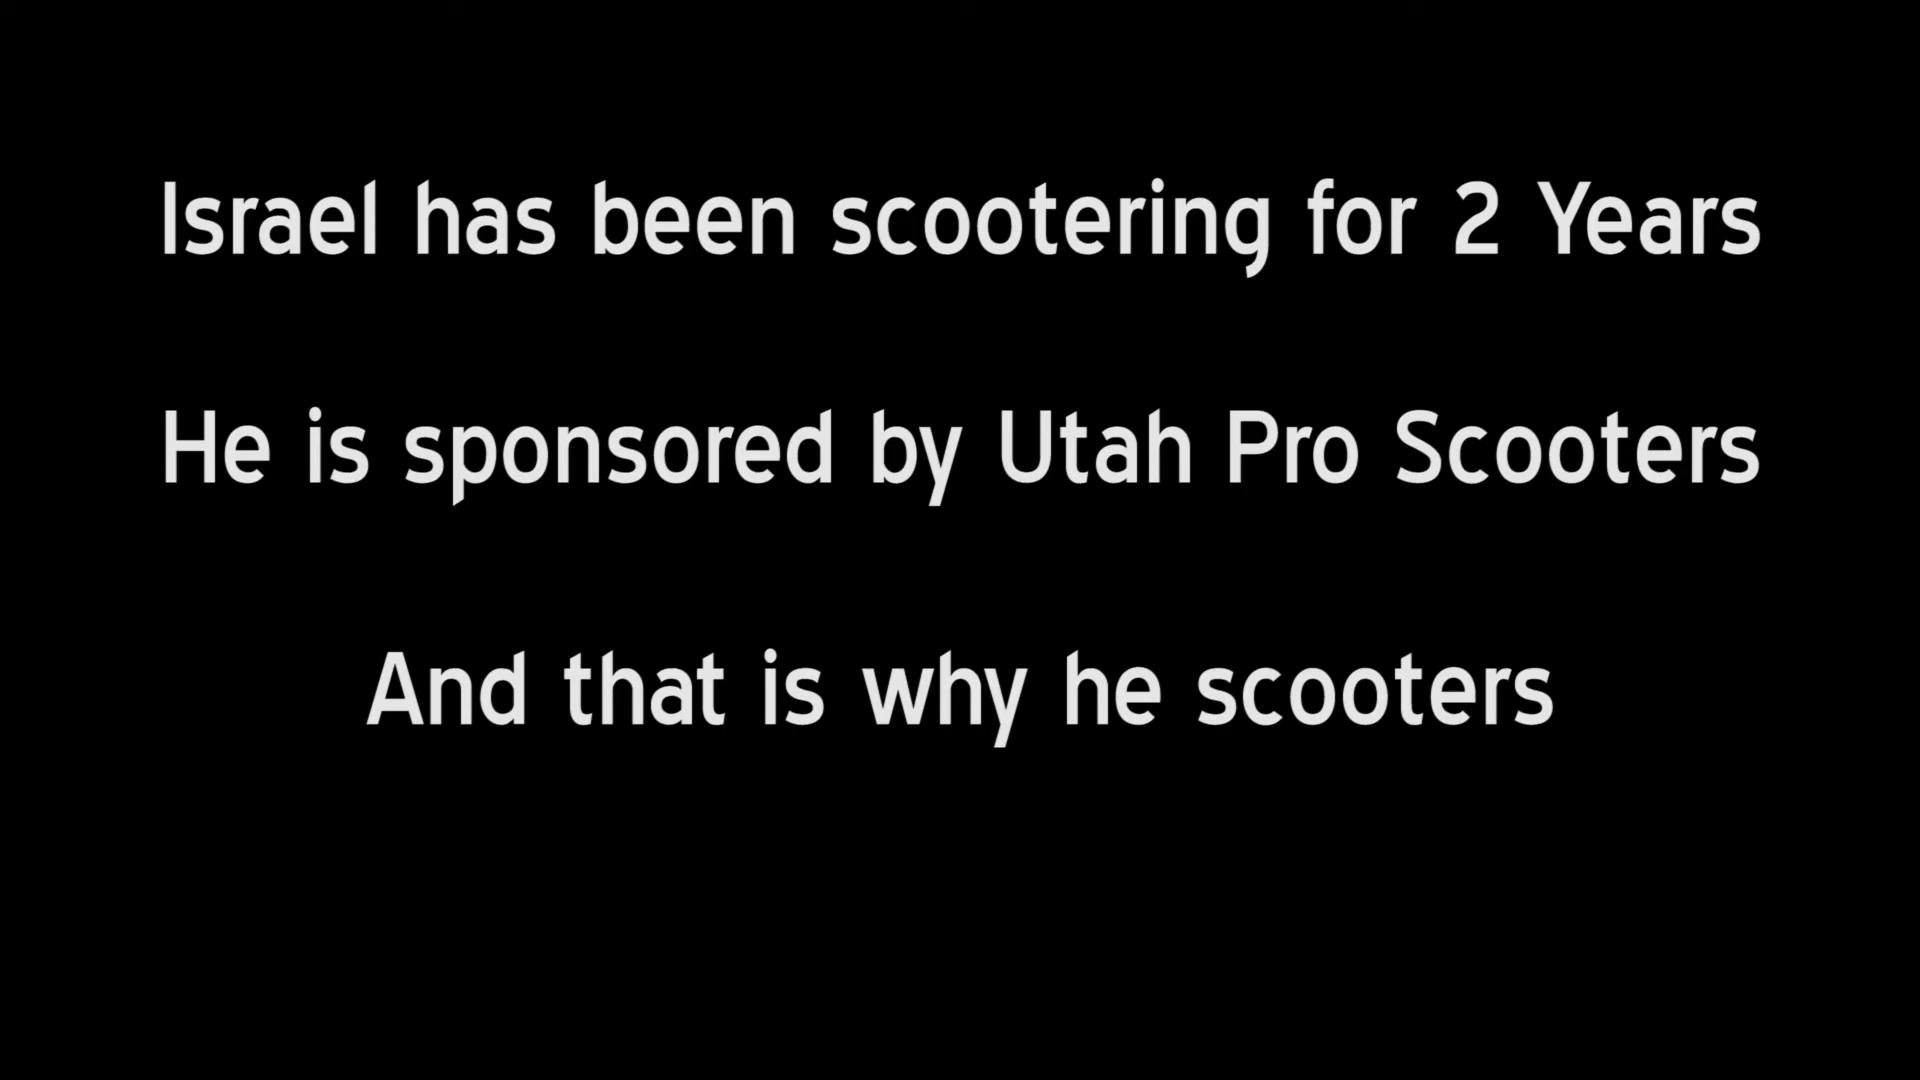 Israel has been scootering for 2 Years
He is sponsored by Utah Pro Scooters
And that is why he scooters